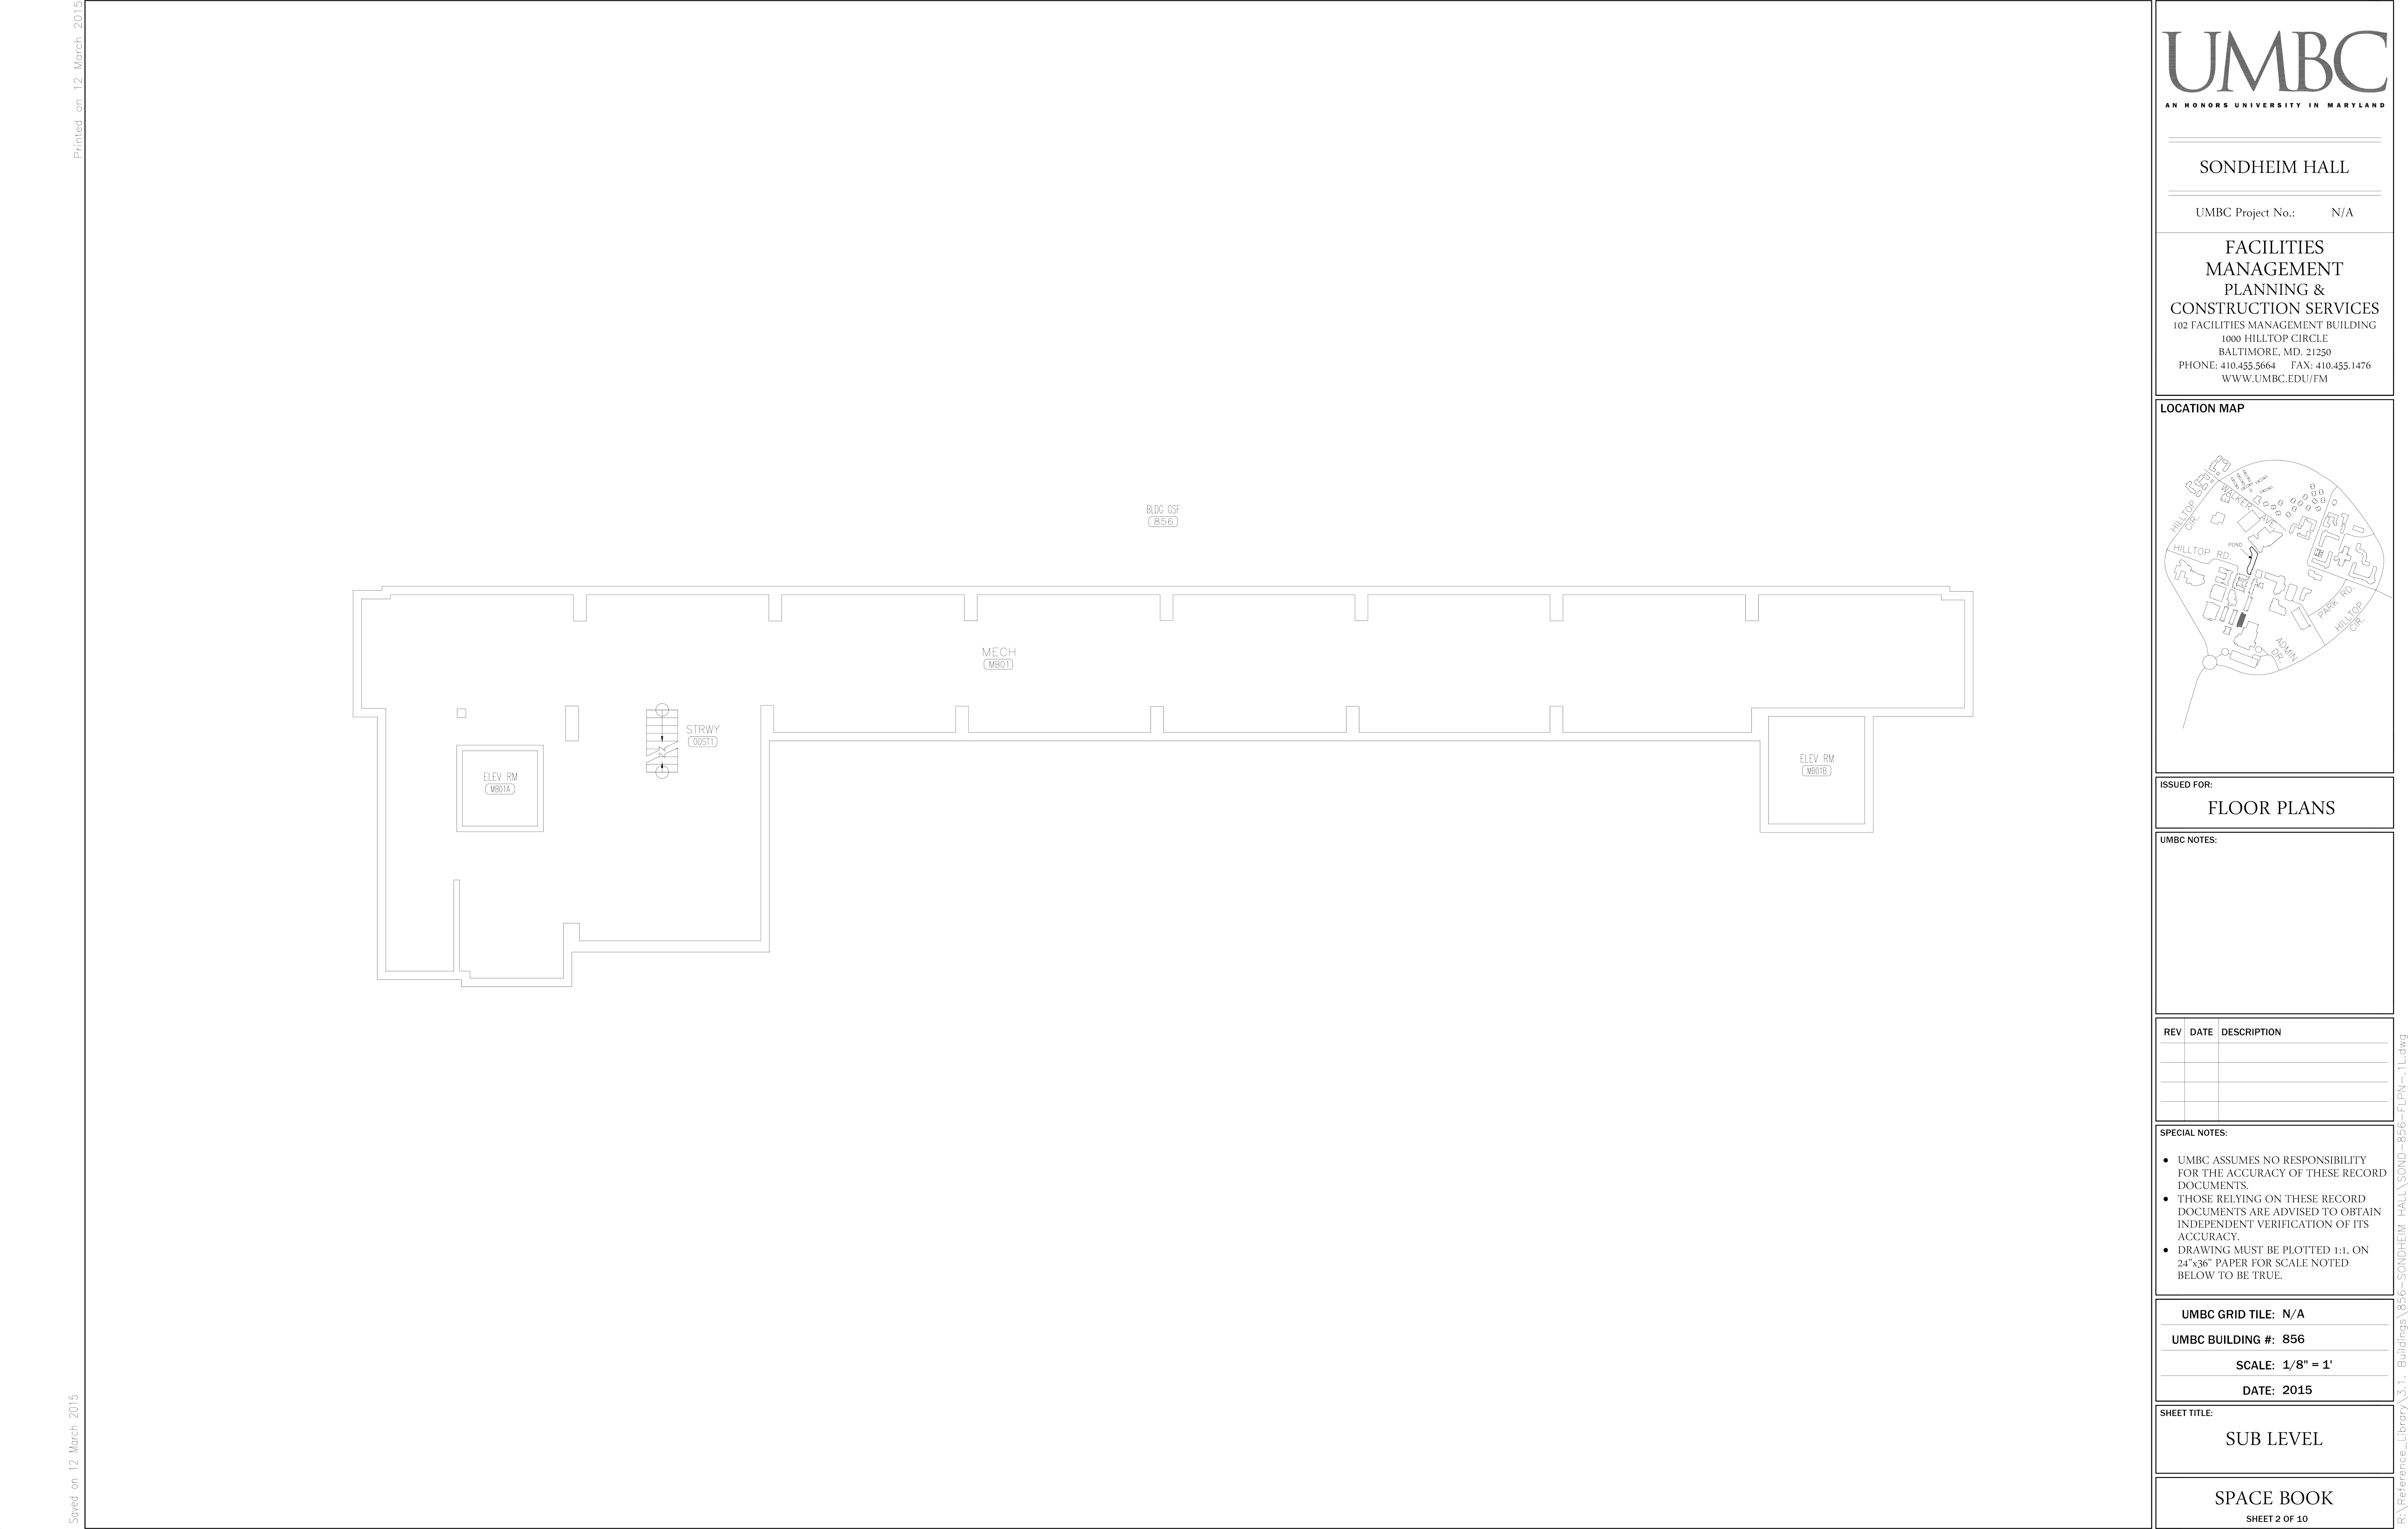 Printed on 12 March 2015
Saved on 12 March 2015
BLDG GSF
856
MECH
MB01
STRWY
00ST1
ELEV RM
MB01A
ELEV RM
MB01B
UMBC
AN HONORS UNIVERSITY IN MARYLAND
SONDHEIM HALL
UMBC Project No.: N/A
FACILITIES
MANAGEMENT
PLANNING &
CONSTRUCTION SERVICES
102 FACILITIES MANAGEMENT BUILDING
1000 HILLTOP CIRCLE
BALTIMORE, MD. 21250
PHONE: 410.455.5664 FAX: 410.455.1476
WWW.UMBC.EDU/FM
LOCATION MAP
WALKER AVE.
HILLTOP
CIR.
POND
HILLTOP RD.
PARK RD.
HILLTOP
CIR.
ADMIN
DR.
ISSUED FOR:
FLOOR PLANS
UMBC NOTES:
REV DATE DESCRIPTION
SPECIAL NOTES:
● UMBC ASSUMES NO RESPONSIBILITY
FOR THE ACCURACY OF THESE RECORD
DOCUMENTS.
● THOSE RELYING ON THESE RECORD
DOCUMENTS ARE ADVISED TO OBTAIN
INDEPENDENT VERIFICATION OF ITS
ACCURACY.
● DRAWING MUST BE PLOTTED 1:1, ON
24"x36" PAPER FOR SCALE NOTED
BELOW TO BE TRUE.
UMBC GRID TILE: N/A
UMBC BUILDING #: 856
SCALE: 1/8" = 1'
DATE: 2015
SHEET TITLE:
SUB LEVEL
SPACE BOOK
SHEET 2 OF 10
R:\Reference_Library\3.1. Buildings\856-SONDHEIM HALL\SOND-856-FLPN-.1L.dwg